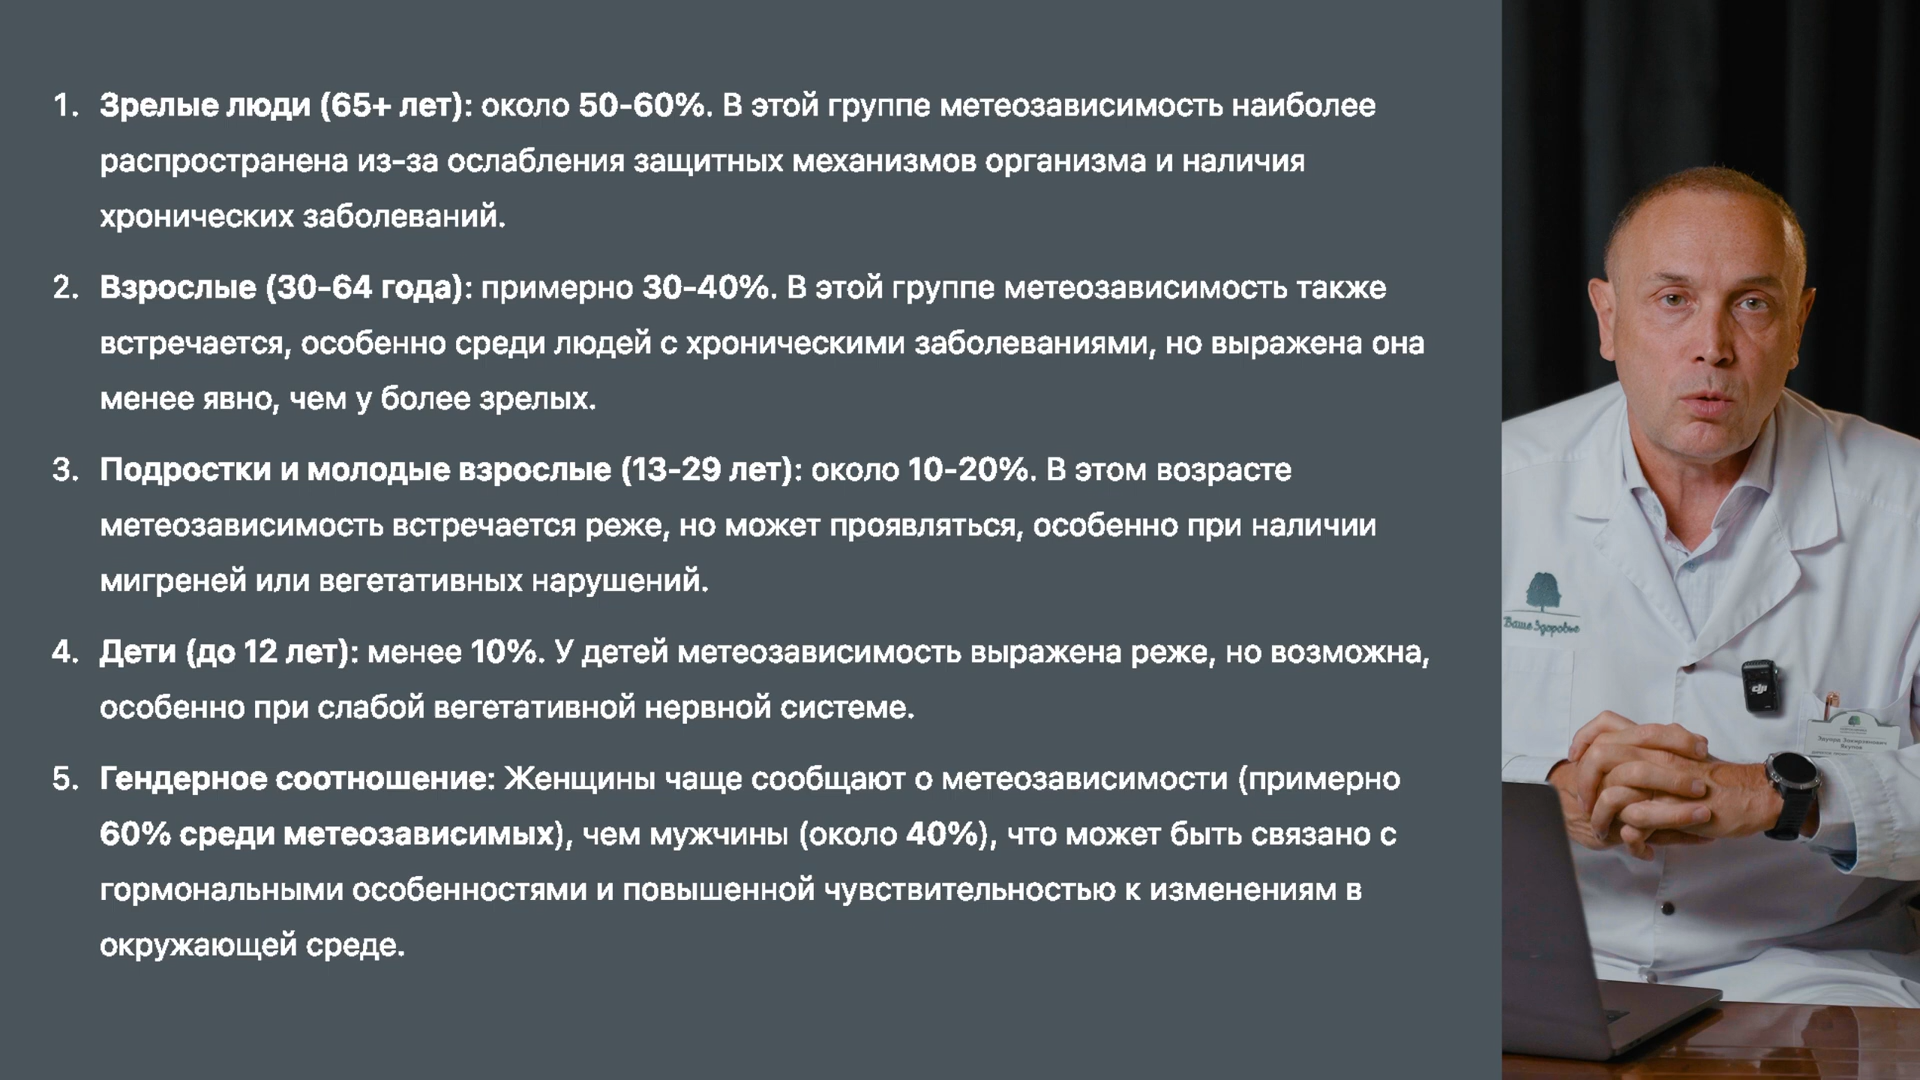 1. Зрелые люди (65+ лет): около 50-60%. В этой группе метеозависимость наиболее
распространена из-за ослабления защитных механизмов организма и наличия
хронических заболеваний.
2. Взрослые (30-64 года): примерно 30-40%. В этой группе метеозависимость также
встречается, особенно среди людей с хроническими заболеваниями, но выражена она
менее явно, чем у более зрелых.
3. Подростки и молодые взрослые (13-29 лет): около 10-20%. В этом возрасте
метеозависимость встречается реже, но может проявляться, особенно при наличии
мигреней или вегетативных нарушений.
4. Дети (до 12 лет): менее 10%. У детей метеозависимость выражена реже, но возможна,
особенно при слабой вегетативной нервной системе.
5. Гендерное соотношение: Женщины чаще сообщают о метеозависимости (примерно
60% среди метеозависимых), чем мужчины (около 40%), что может быть связано с
гормональными особенностями и повышенной чувствительностью к изменениям в
окружающей среде.
Ваше Здоровье
dji